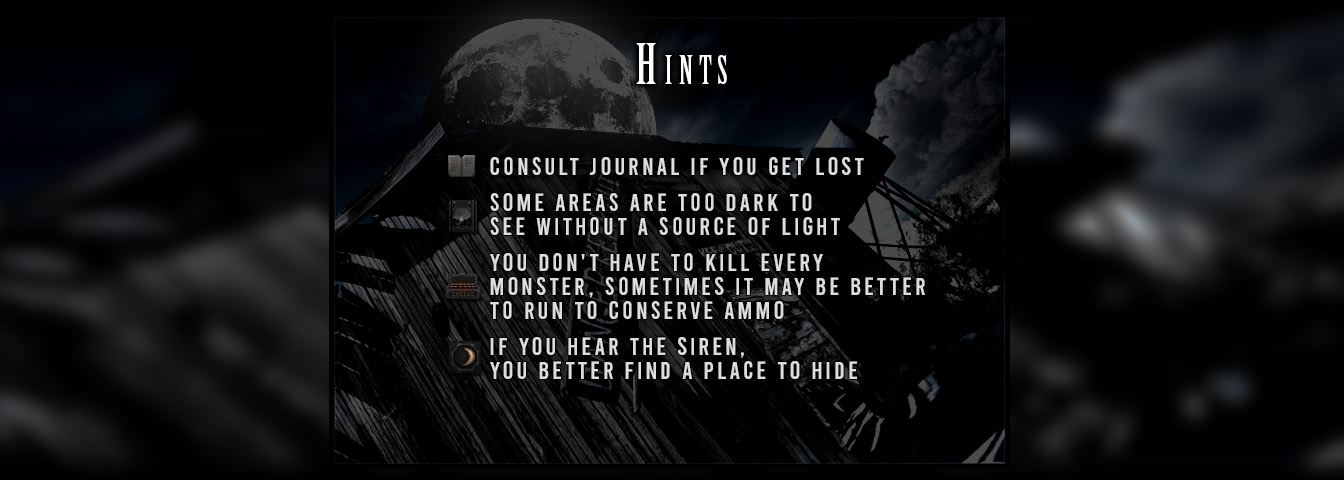 Hints
CONSULT JOURNAL IF YOU GET LOST
SOME AREAS ARE TOO DARK TO
SEE WITHOUT A SOURCE OF LIGHT
YOU DON'T HAVE TO KILL EVERY
MONSTER, SOMETIMES IT MAY BE BETTER
TO RUN TO CONSERVE AMMO
IF YOU HEAR THE SIREN,
YOU BETTER FIND A PLACE TO HIDE